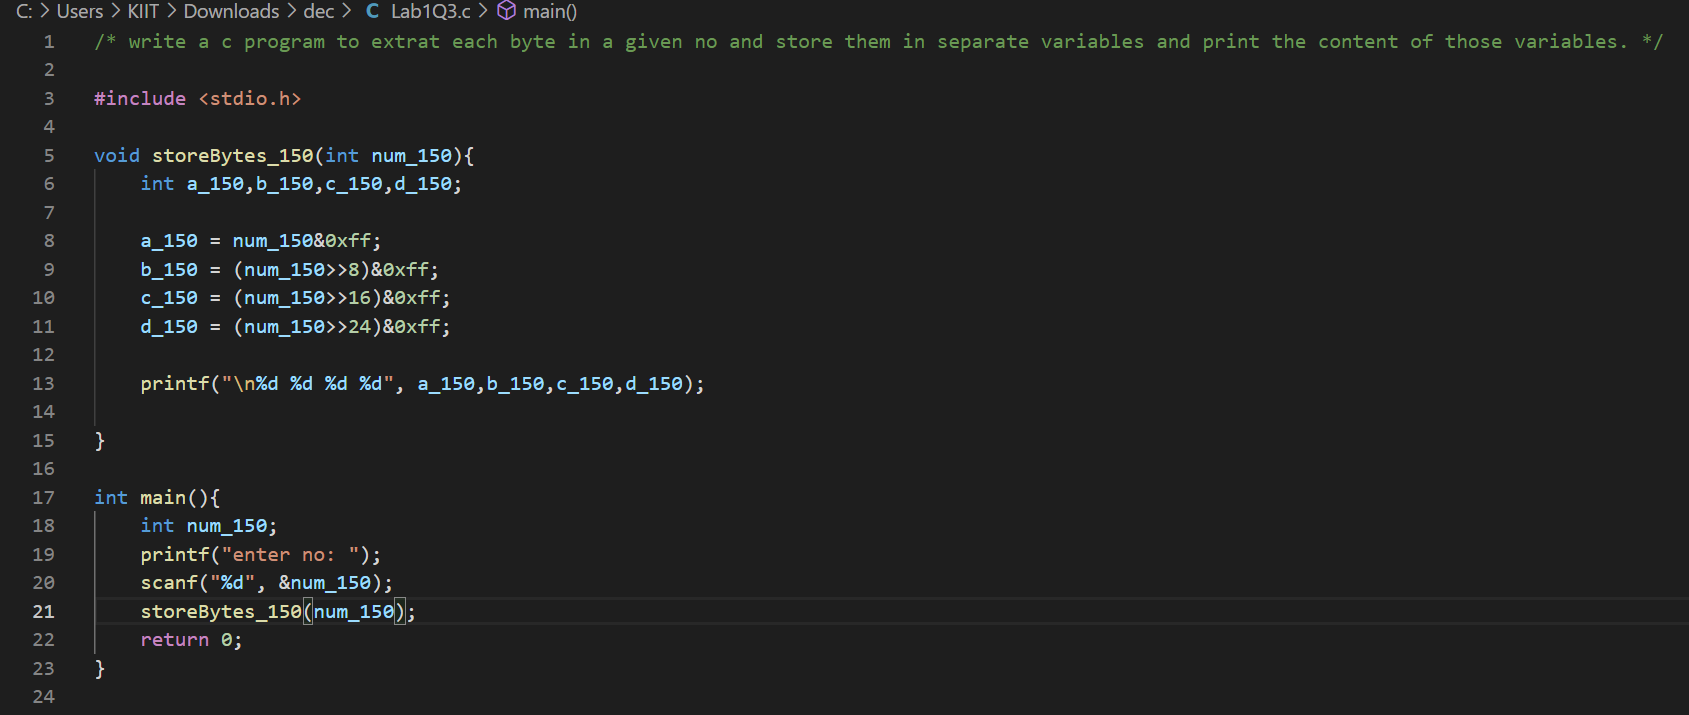 C: > Users > KIIT > Downloads > dec > C Lab1Q3.c > main()
1 /* write a c program to extrat each byte in a given no and store them in separate variables and print the content of those variables. */
2
3 #include <stdio.h>
4
5 void storeBytes_150(int num_150){
6     int a_150,b_150,c_150,d_150;
7
8     a_150 = num_150&0xff;
9     b_150 = (num_150>>8)&0xff;
10     c_150 = (num_150>>16)&0xff;
11     d_150 = (num_150>>24)&0xff;
12
13     printf("\n%d %d %d %d", a_150,b_150,c_150,d_150);
14
15 }
16
17 int main(){
18     int num_150;
19     printf("enter no: ");
20     scanf("%d", &num_150);
21     storeBytes_150(num_150);
22     return 0;
23 }
24